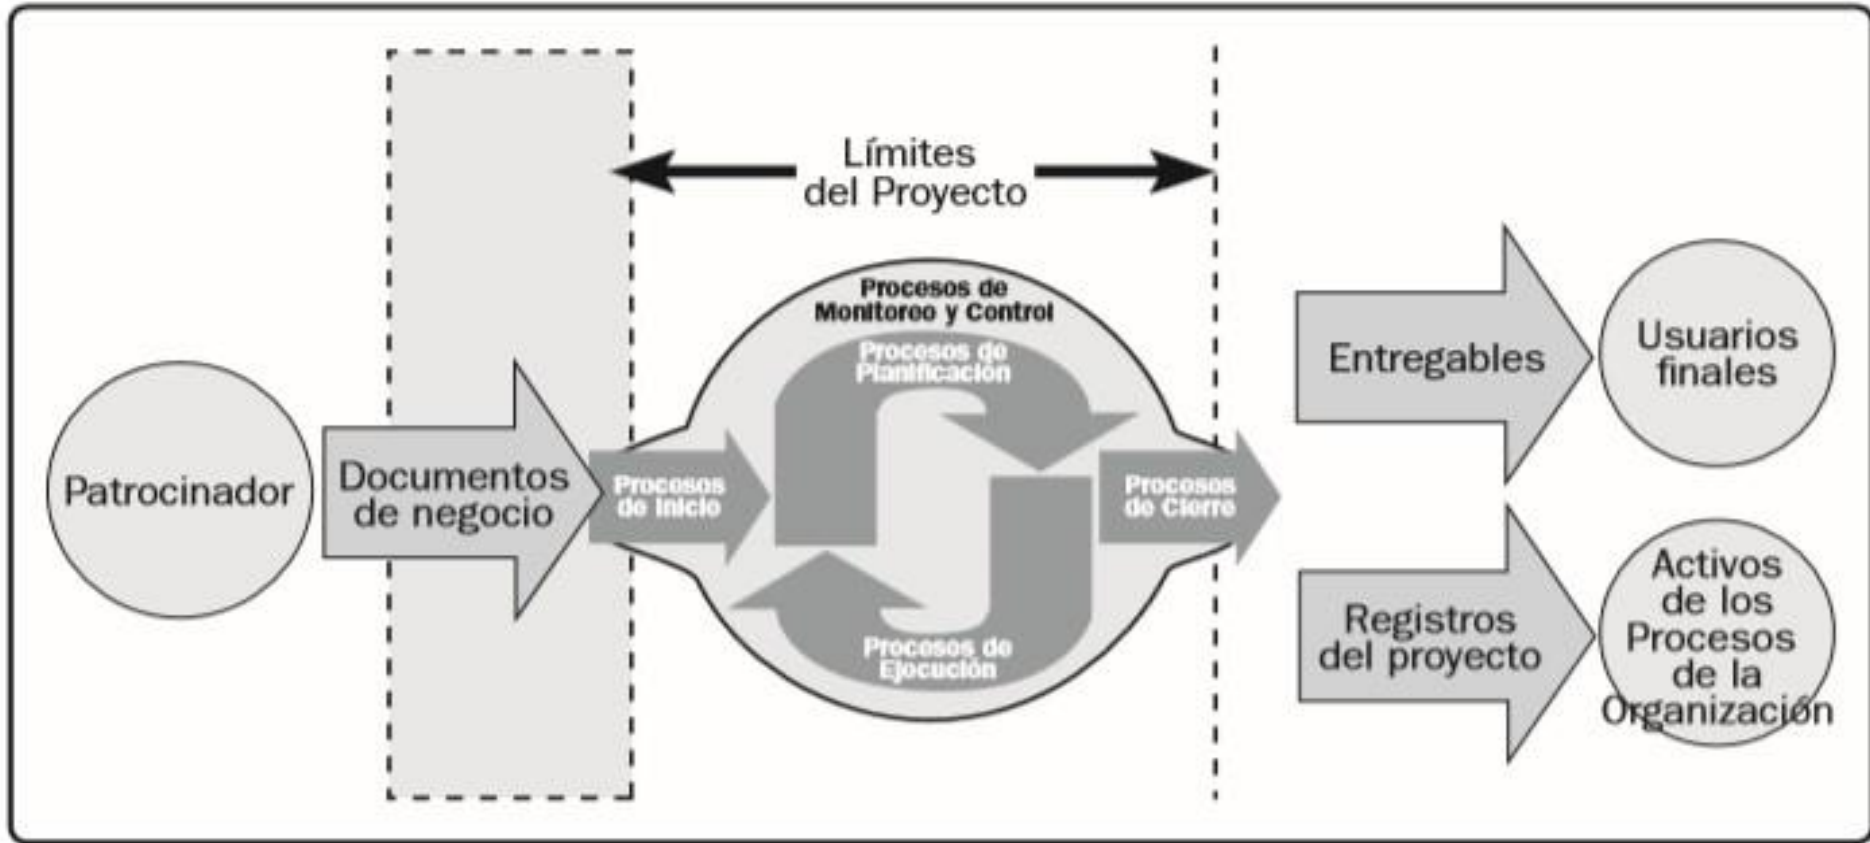 Límites
del Proyecto
Procesos de
Monitoreo y Control
Procesos de
Planificación
Patrocinador
Documentos
de negocio
Procesos
de Inicio
Procesos
de Cierre
Procesos de
Ejecución
Entregables
Usuarios
finales
Registros
del proyecto
Activos
de los
Procesos
de la
Organización